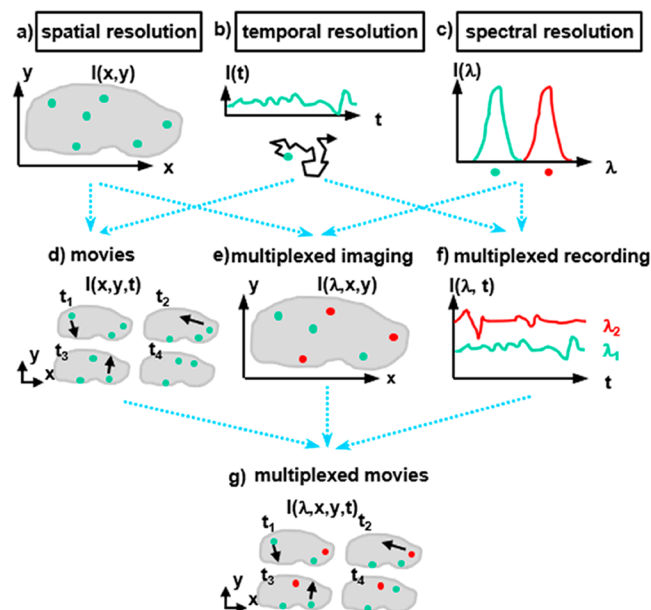 a) spatial resolution
b) temporal resolution
c) spectral resolution
y
I(x,y)
x
I(t)
t
I(λ)
λ
d) movies
e)multiplexed imaging
f) multiplexed recording
I(x,y,t)
t1
t2
t3
t4
y
x
y
I(λ,x,y)
x
I(λ, t)
λ2
λ1
t
g) multiplexed movies
I(λ,x,y,t)
t1
t2
t3
t4
y
x